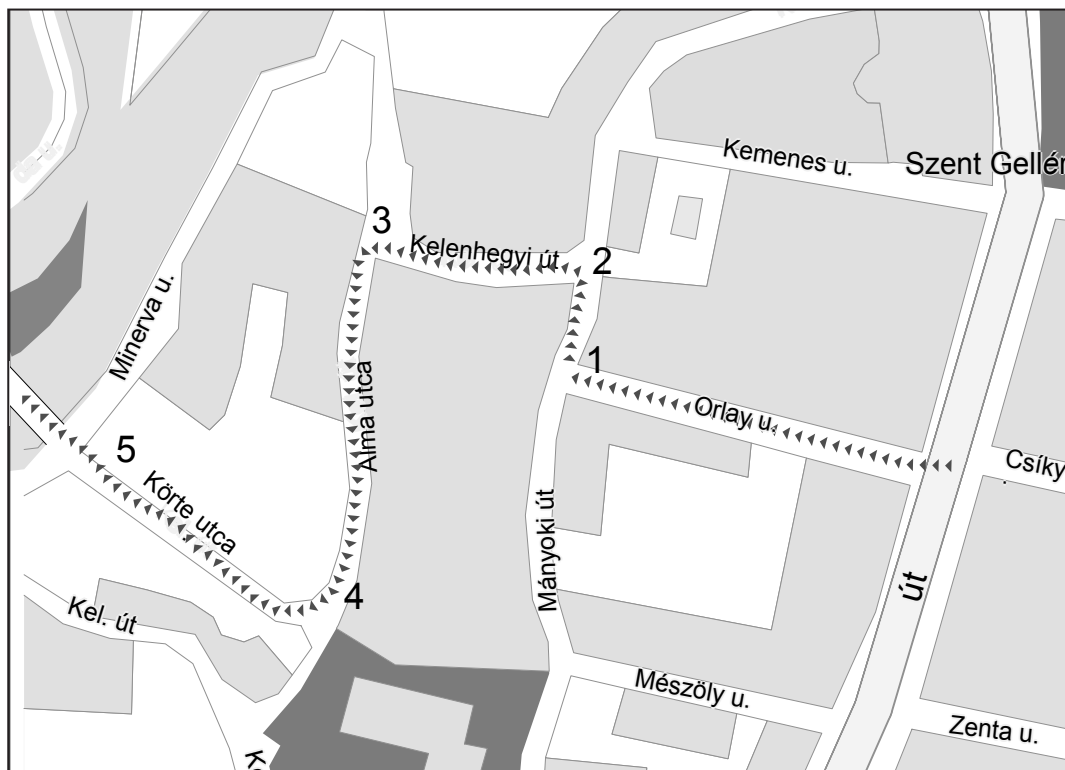 Kemenes u.
Szent Gellér
3
Kelenhegyi út
2
Minerva u.
1
Orlay u.
Alma utca
5
Csíky
Körte utca
Mányoki út
út
4
Kel. út
Mészöly u.
Zenta u.